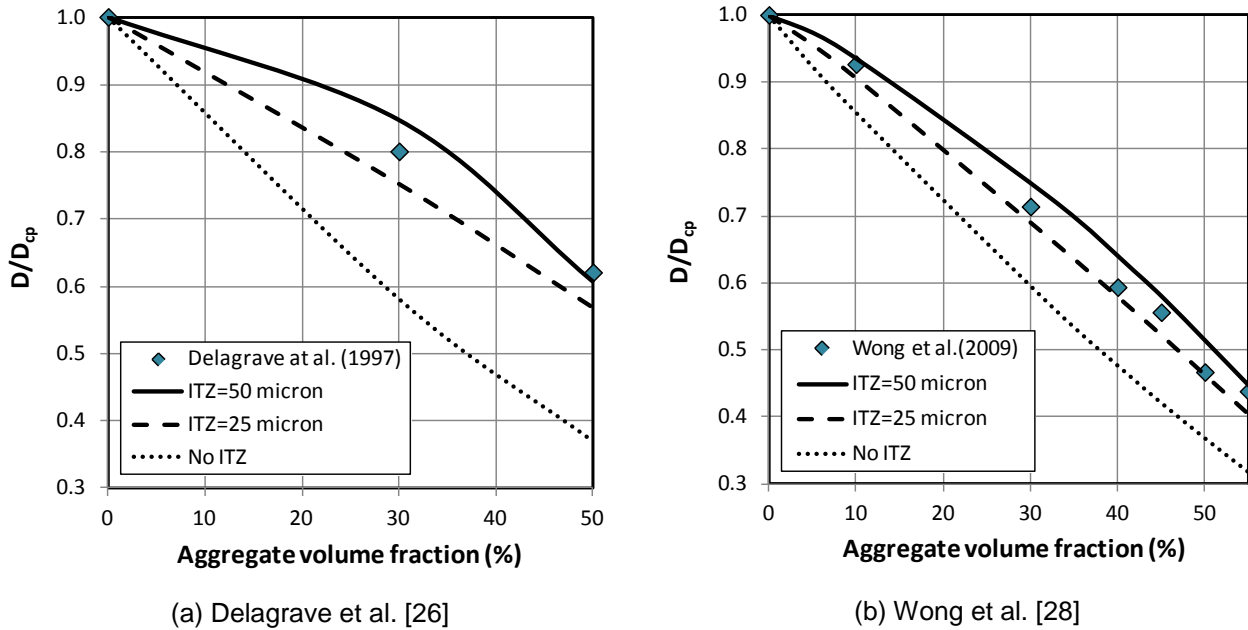 1.0
0.9
0.8
0.7
0.6
0.5
0.4
0.3
D/Dcp
Delagrave at al. (1997)
ITZ=50 micron
ITZ=25 micron
No ITZ
0 10 20 30 40 50
Aggregate volume fraction (%)
(a) Delagrave et al. [26]
1.0
0.9
0.8
0.7
0.6
0.5
0.4
0.3
D/Dcp
Wong et al.(2009)
ITZ=50 micron
ITZ=25 micron
No ITZ
0 10 20 30 40 50
Aggregate volume fraction (%)
(b) Wong et al. [28]